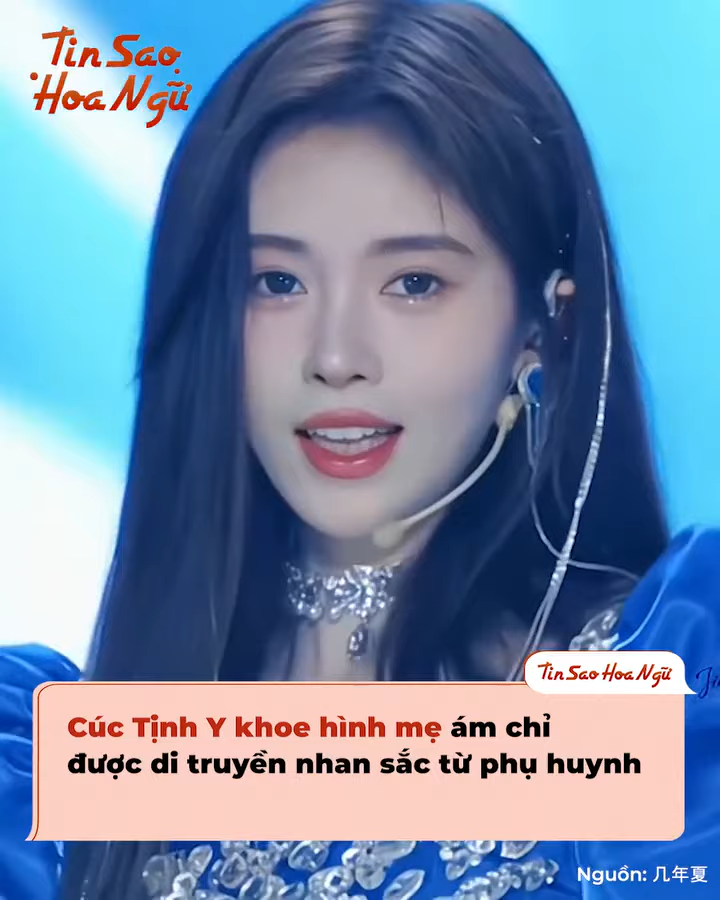 Tin Sao
Hoa Ngữ
Tin Sao Hoa Ngữ
Cúc Tịnh Y khoe hình mẹ ám chỉ
được di truyền nhan sắc từ phụ huynh
Nguồn: 几年夏